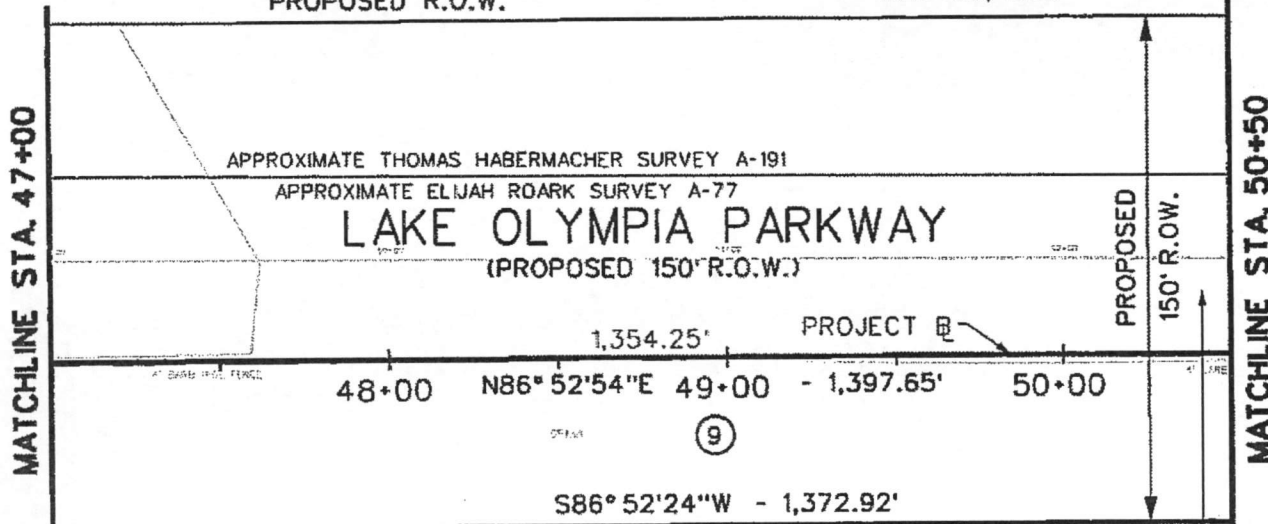 PROPOSED R.O.W.
MATCHLINE STA. 47+00
APPROXIMATE THOMAS HABERMACHER SURVEY A-191
APPROXIMATE ELIJAH ROARK SURVEY A-77
LAKE OLYMPIA PARKWAY
(PROPOSED 150' R.O.W.)
PROPOSED
150' R.O.W.
MATCHLINE STA. 50+50
1,354.25'
PROJECT BL
48+00
N86°52'54"E
49+00
- 1,397.65'
50+00
9
S86°52'24"W - 1,372.92'